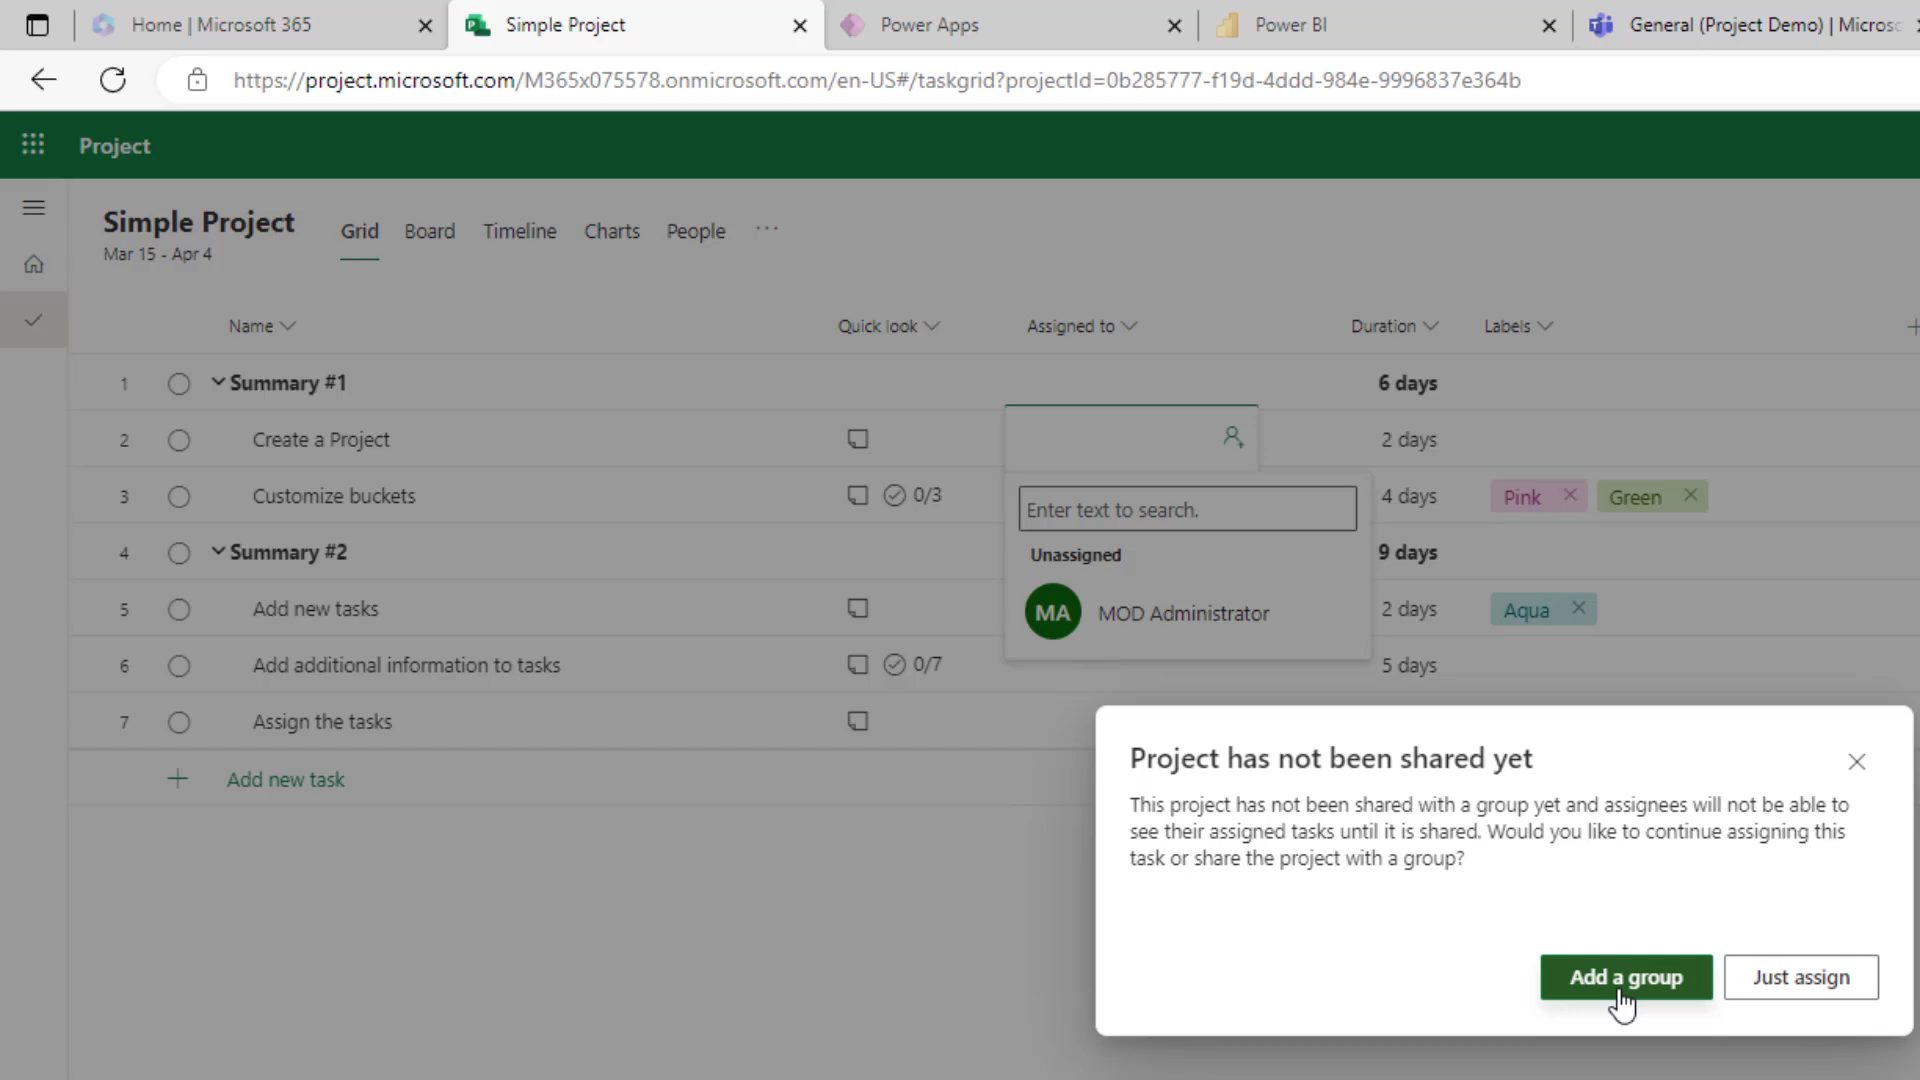 Home | Microsoft 365
Simple Project
Power Apps
Power BI
General (Project Demo) | Microso
https://project.microsoft.com/M365x075578.onmicrosoft.com/en-US#/taskgrid?projectId=0b285777-f19d-4ddd-984e-9996837e364b
Project
Simple Project
Mar 15 - Apr 4
Grid Board Timeline Charts People ...
Name Quick look Assigned to Duration Labels
1 Summary #1 6 days
2 Create a Project 2 days
3 Customize buckets 0/3 4 days Pink Green
Enter text to search.
4 Summary #2 9 days
Unassigned
5 Add new tasks 2 days Aqua
MA MOD Administrator
6 Add additional information to tasks 0/7 5 days
7 Assign the tasks
Add new task
Project has not been shared yet
This project has not been shared with a group yet and assignees will not be able to
see their assigned tasks until it is shared. Would you like to continue assigning this
task or share the project with a group?
Add a group Just assign